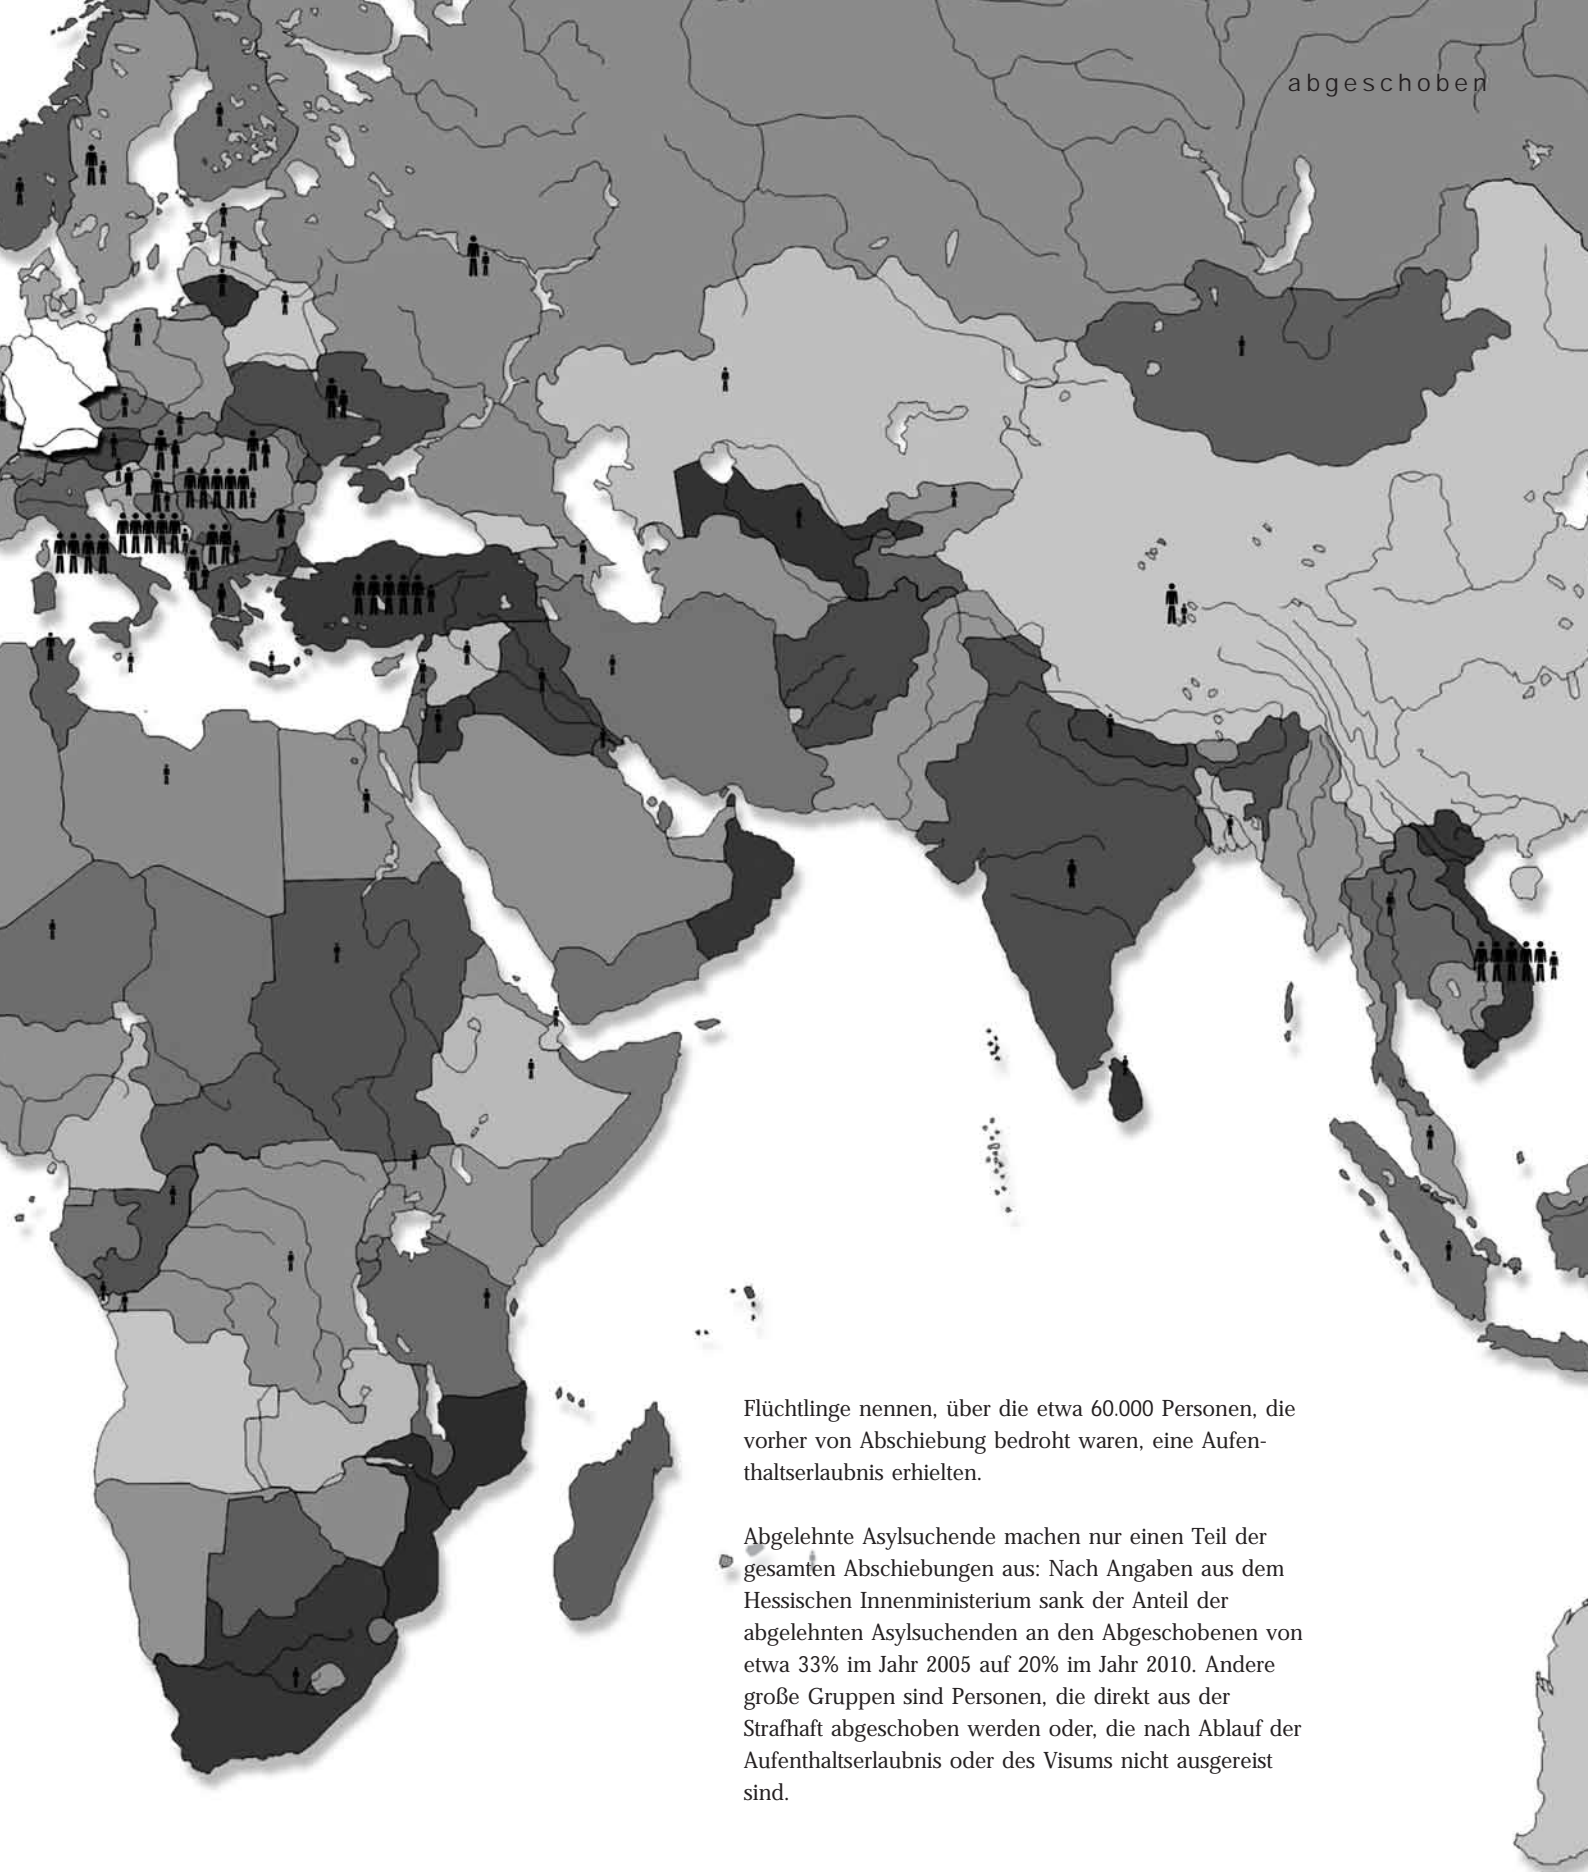 abgeschoben
Flüchtlinge nennen, über die etwa 60.000 Personen, die
vorher von Abschiebung bedroht waren, eine Aufen-
thaltserlaubnis erhielten.
Abgelehnte Asylsuchende machen nur einen Teil der
gesamten Abschiebungen aus: Nach Angaben aus dem
Hessischen Innenministerium sank der Anteil der
abgelehnten Asylsuchenden an den Abgeschobenen von
etwa 33% im Jahr 2005 auf 20% im Jahr 2010. Andere
große Gruppen sind Personen, die direkt aus der
Strafhaft abgeschoben werden oder, die nach Ablauf der
Aufenthaltserlaubnis oder des Visums nicht ausgereist
sind.